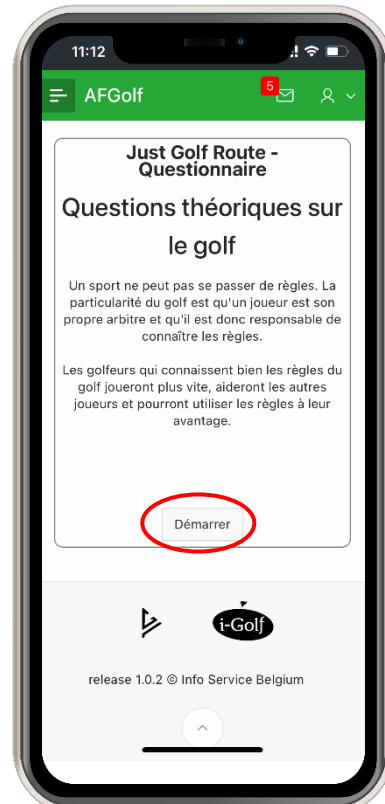 11:12
AFGolf
5
Just Golf Route -
Questionnaire
Questions théoriques sur
le golf
Un sport ne peut pas se passer de règles. La
particularité du golf est qu'un joueur est son
propre arbitre et qu'il est donc responsable de
connaître les règles.
Les golfeurs qui connaissent bien les règles du
golf joueront plus vite, aideront les autres
joueurs et pourront utiliser les règles à leur
avantage.
Démarrer
i-Golf
release 1.0.2 © Info Service Belgium